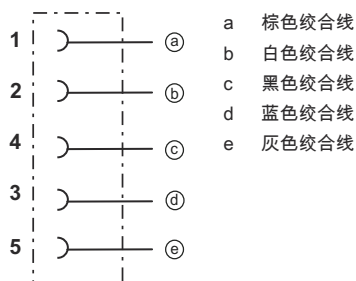 1 ⓐ
2 ⓑ
4 ⓒ
3 ⓓ
5 ⓔ
a 棕色绞合线
b 白色绞合线
c 黑色绞合线
d 蓝色绞合线
e 灰色绞合线